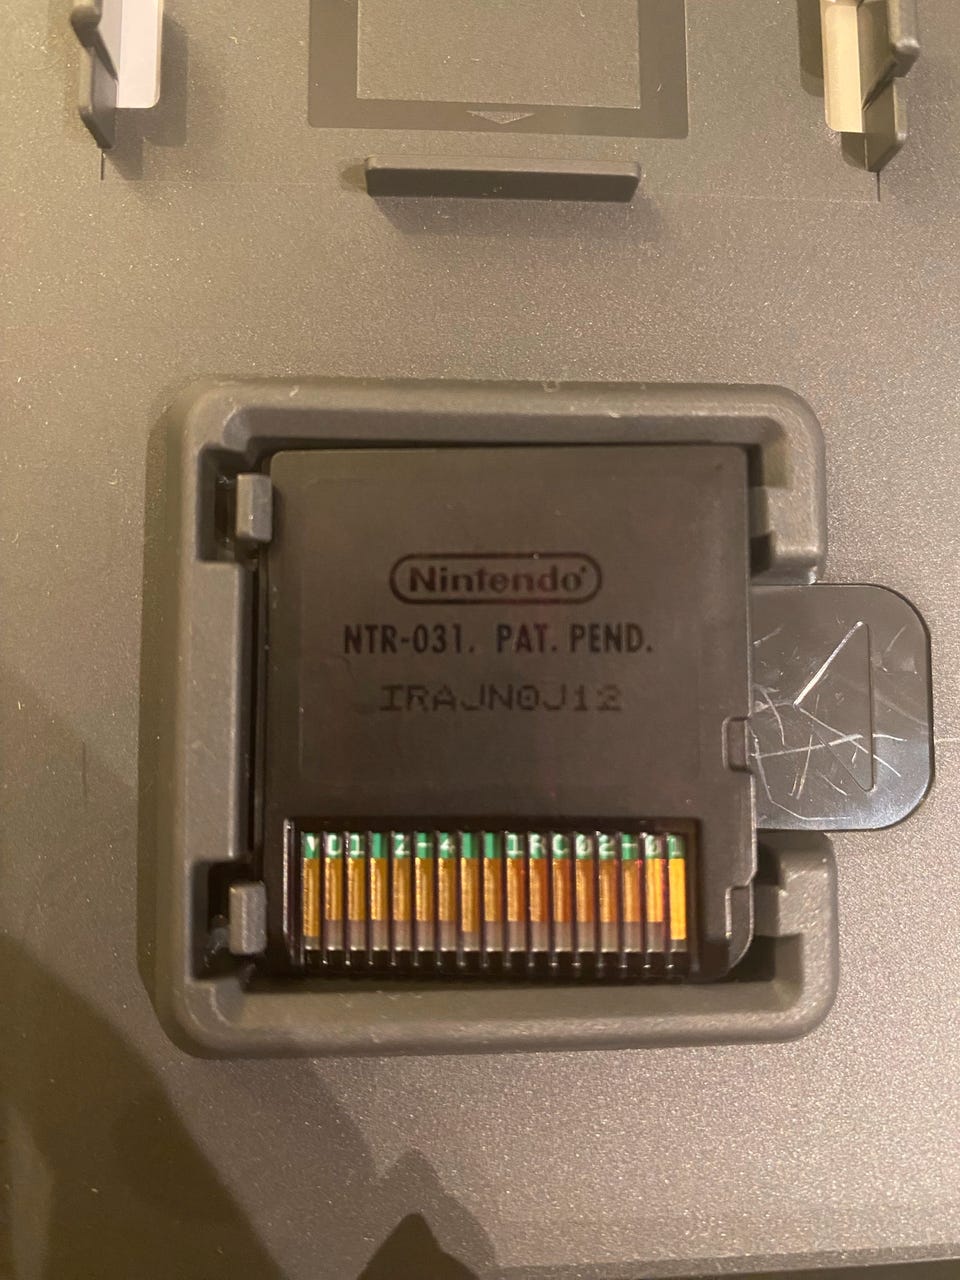 Nintendo®
NTR-031. PAT. PEND.
IRAJN0J12